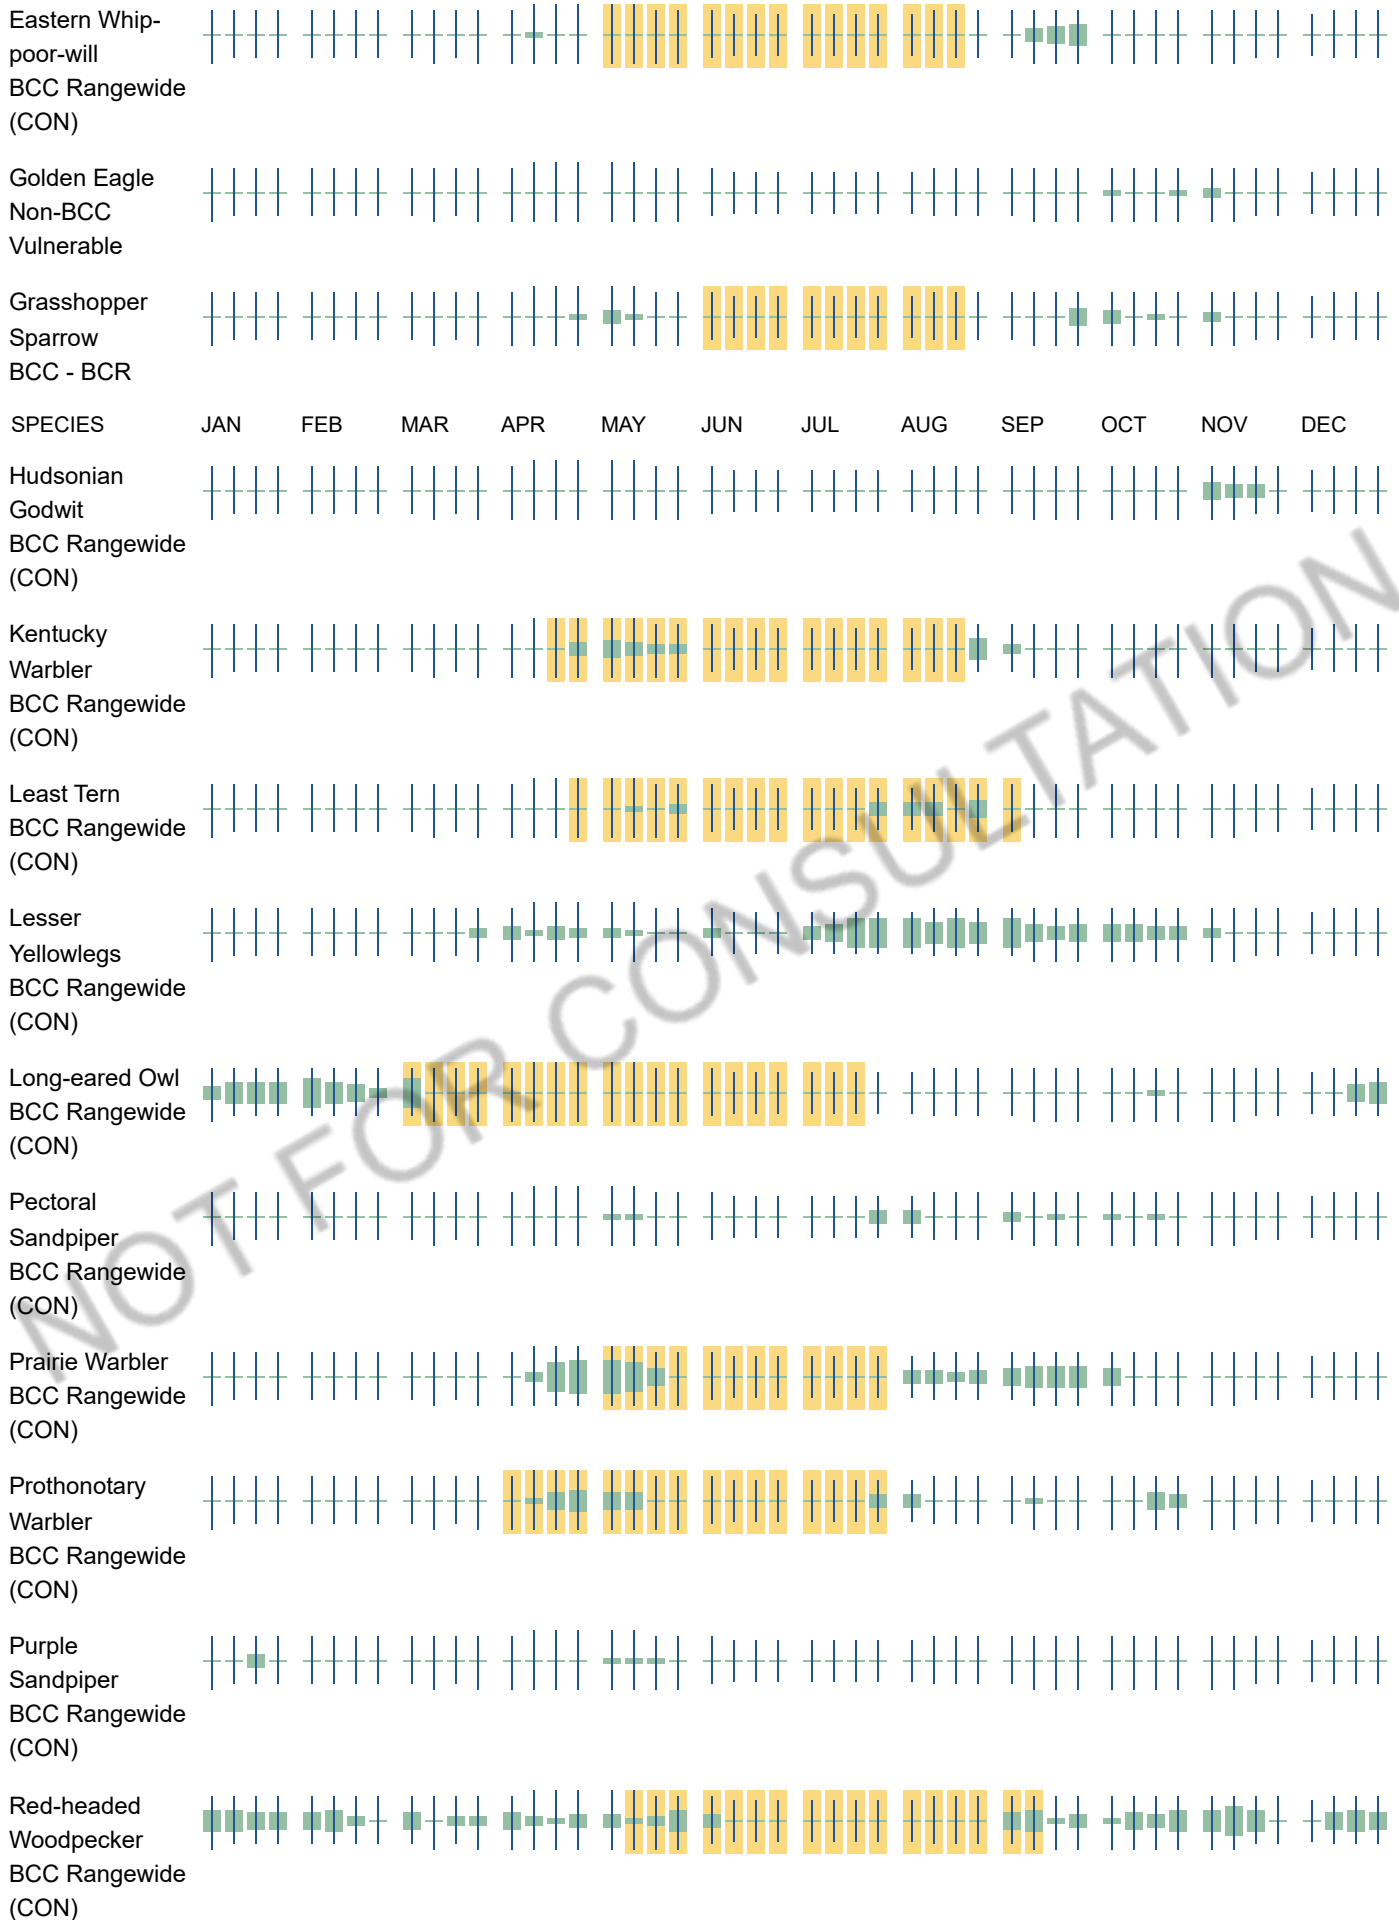 Eastern Whip-
poor-will
BCC Rangewide
(CON)
Golden Eagle
Non-BCC
Vulnerable
Grasshopper
Sparrow
BCC - BCR
SPECIES JAN FEB MAR APR MAY JUN JUL AUG SEP OCT NOV DEC
Hudsonian
Godwit
BCC Rangewide
(CON)
Kentucky
Warbler
BCC Rangewide
(CON)
Least Tern
BCC Rangewide
(CON)
Lesser
Yellowlegs
BCC Rangewide
(CON)
Long-eared Owl
BCC Rangewide
(CON)
Pectoral
Sandpiper
BCC Rangewide
(CON)
Prairie Warbler
BCC Rangewide
(CON)
Prothonotary
Warbler
BCC Rangewide
(CON)
Purple
Sandpiper
BCC Rangewide
(CON)
Red-headed
Woodpecker
BCC Rangewide
(CON)
NOT FOR CONSULTATION